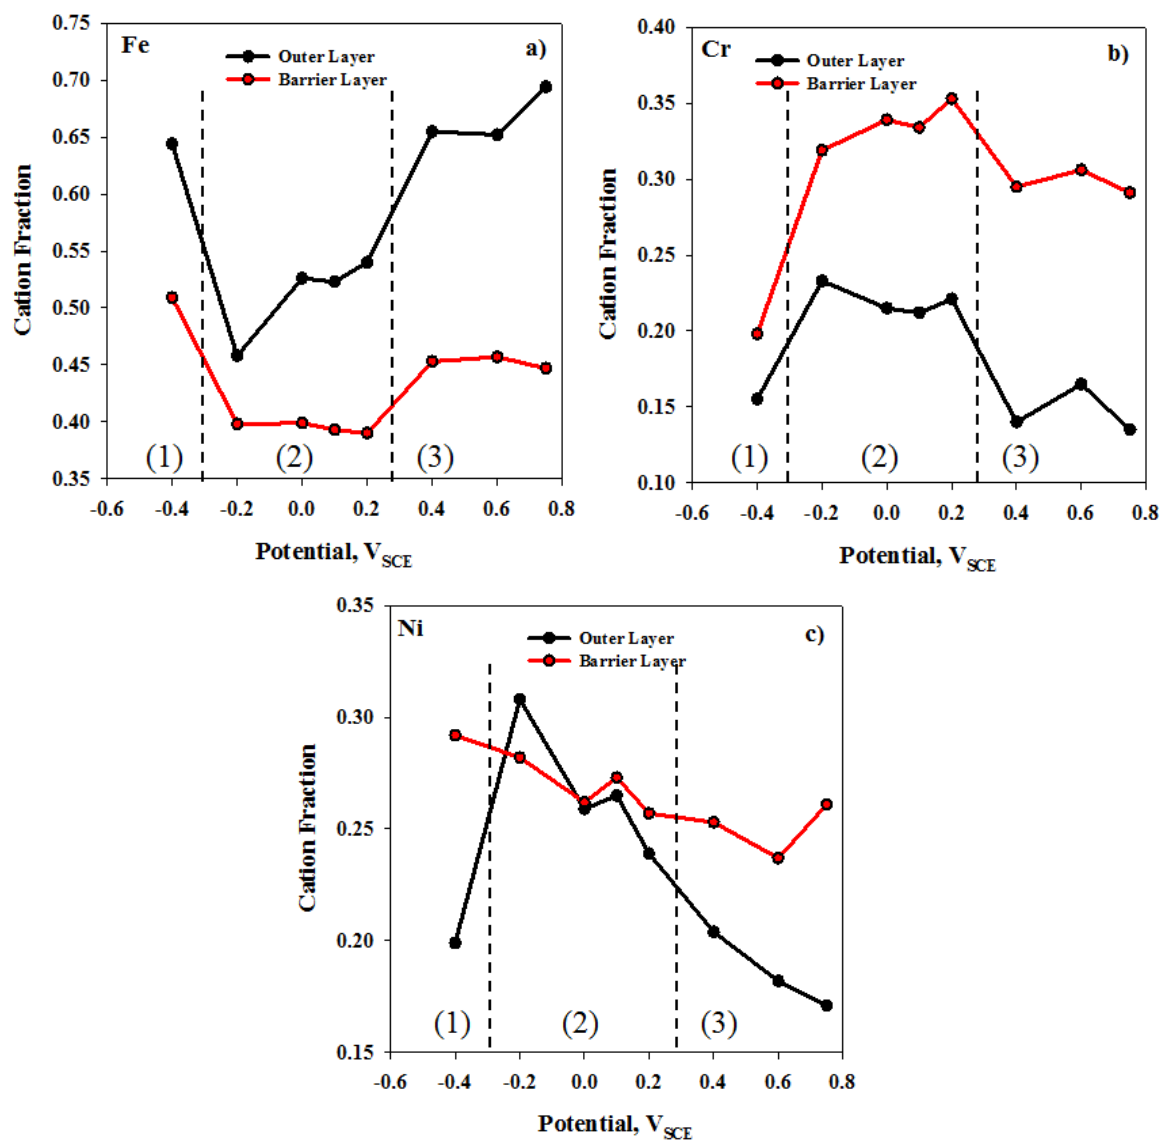 Fe
a)
Outer Layer
Barrier Layer
0.75
0.70
0.65
0.60
0.55
0.50
0.45
0.40
0.35
Cation Fraction
(1) (2) (3)
-0.6 -0.4 -0.2 0.0 0.2 0.4 0.6 0.8
Potential, VSCE
Cr
b)
Outer Layer
Barrier Layer
0.40
0.35
0.30
0.25
0.20
0.15
0.10
Cation Fraction
(1) (2) (3)
-0.6 -0.4 -0.2 0.0 0.2 0.4 0.6 0.8
Potential, VSCE
Ni
c)
Outer Layer
Barrier Layer
0.35
0.30
0.25
0.20
0.15
Cation Fraction
(1) (2) (3)
-0.6 -0.4 -0.2 0.0 0.2 0.4 0.6 0.8
Potential, VSCE